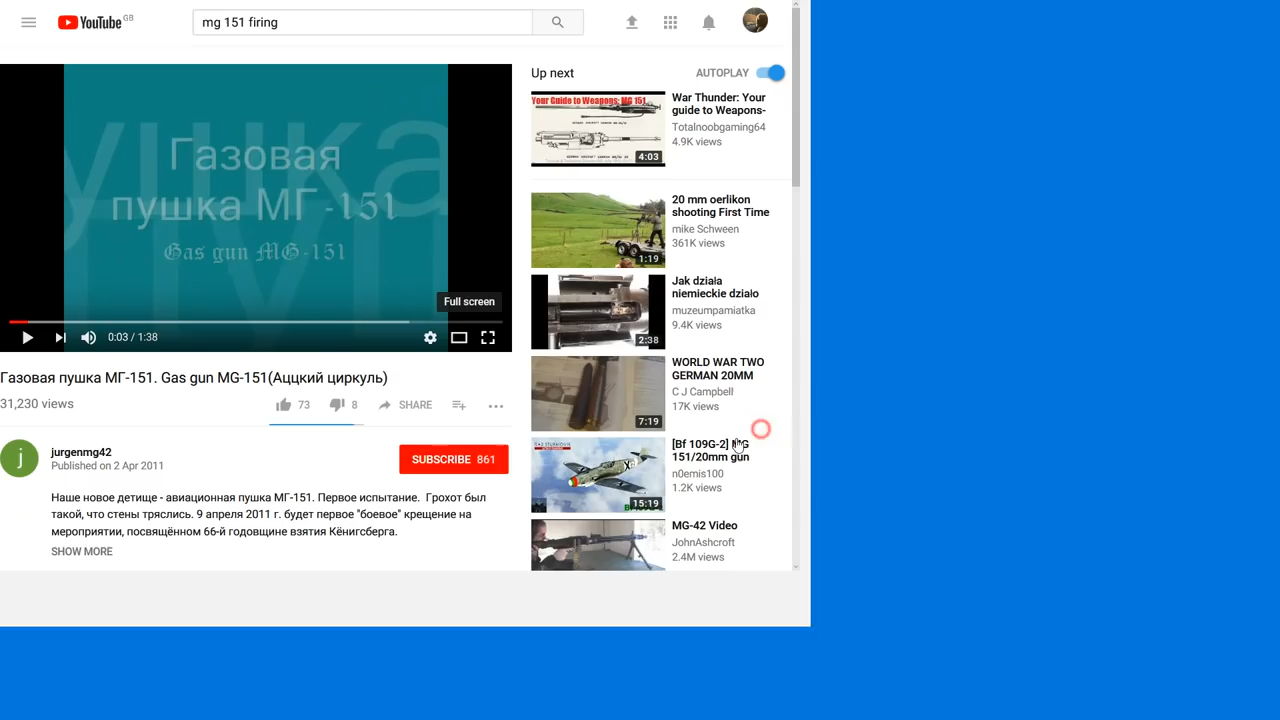 YouTube GB
mg 151 firing
Газовая
пушка МГ-151
Gas gun MG-151
Full screen
0:03 / 1:38
Газовая пушка МГ-151. Gas gun MG-151(Аццкий циркуль)
31,230 views
73
8
SHARE
jurgenmg42
Published on 2 Apr 2011
SUBSCRIBE 861
Наше новое детище - авиационная пушка МГ-151. Первое испытание. Грохот был
такой, что стены тряслись. 9 апреля 2011 г. будет первое "боевое" крещение на
мероприятии, посвящённом 66-й годовщине взятия Кёнигсберга.
SHOW MORE
Up next
AUTOPLAY
Your Guide to Weapons: MG 151
4:03
War Thunder: Your
guide to Weapons-
Totalnoobgaming64
4.9K views
1:19
20 mm oerlikon
shooting First Time
mike Schween
361K views
2:38
Jak działa
niemieckie działo
muzeumpamiatka
9.4K views
7:19
WORLD WAR TWO
GERMAN 20MM
C J Campbell
17K views
15:19
[Bf 109G-2] MG
151/20mm gun
n0emis100
1.2K views
MG-42 Video
JohnAshcroft
2.4M views